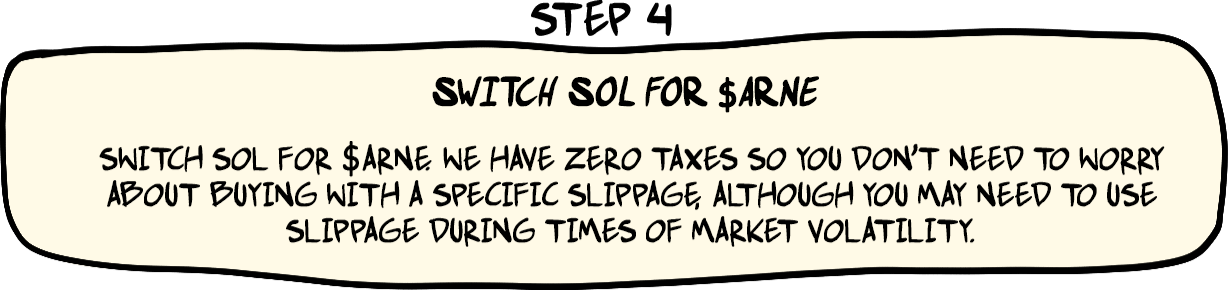 STEP 4
SWITCH SOL FOR $ARNE
SWITCH SOL FOR $ARNE. WE HAVE ZERO TAXES SO YOU DON'T NEED TO WORRY
ABOUT BUYING WITH A SPECIFIC SLIPPAGE, ALTHOUGH YOU MAY NEED TO USE
SLIPPAGE DURING TIMES OF MARKET VOLATILITY.